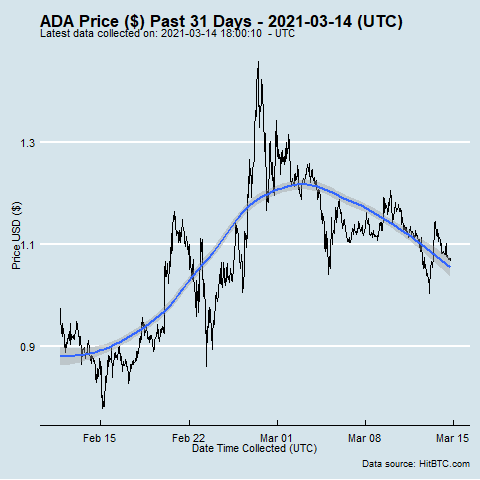 ADA Price ($) Past 31 Days - 2021-03-14 (UTC)
Latest data collected on: 2021-03-14 18:00:10 - UTC
Price USD ($)
1.3
1.1
0.9
Feb 15
Feb 22
Mar 01
Mar 08
Mar 15
Date Time Collected (UTC)
Data source: HitBTC.com